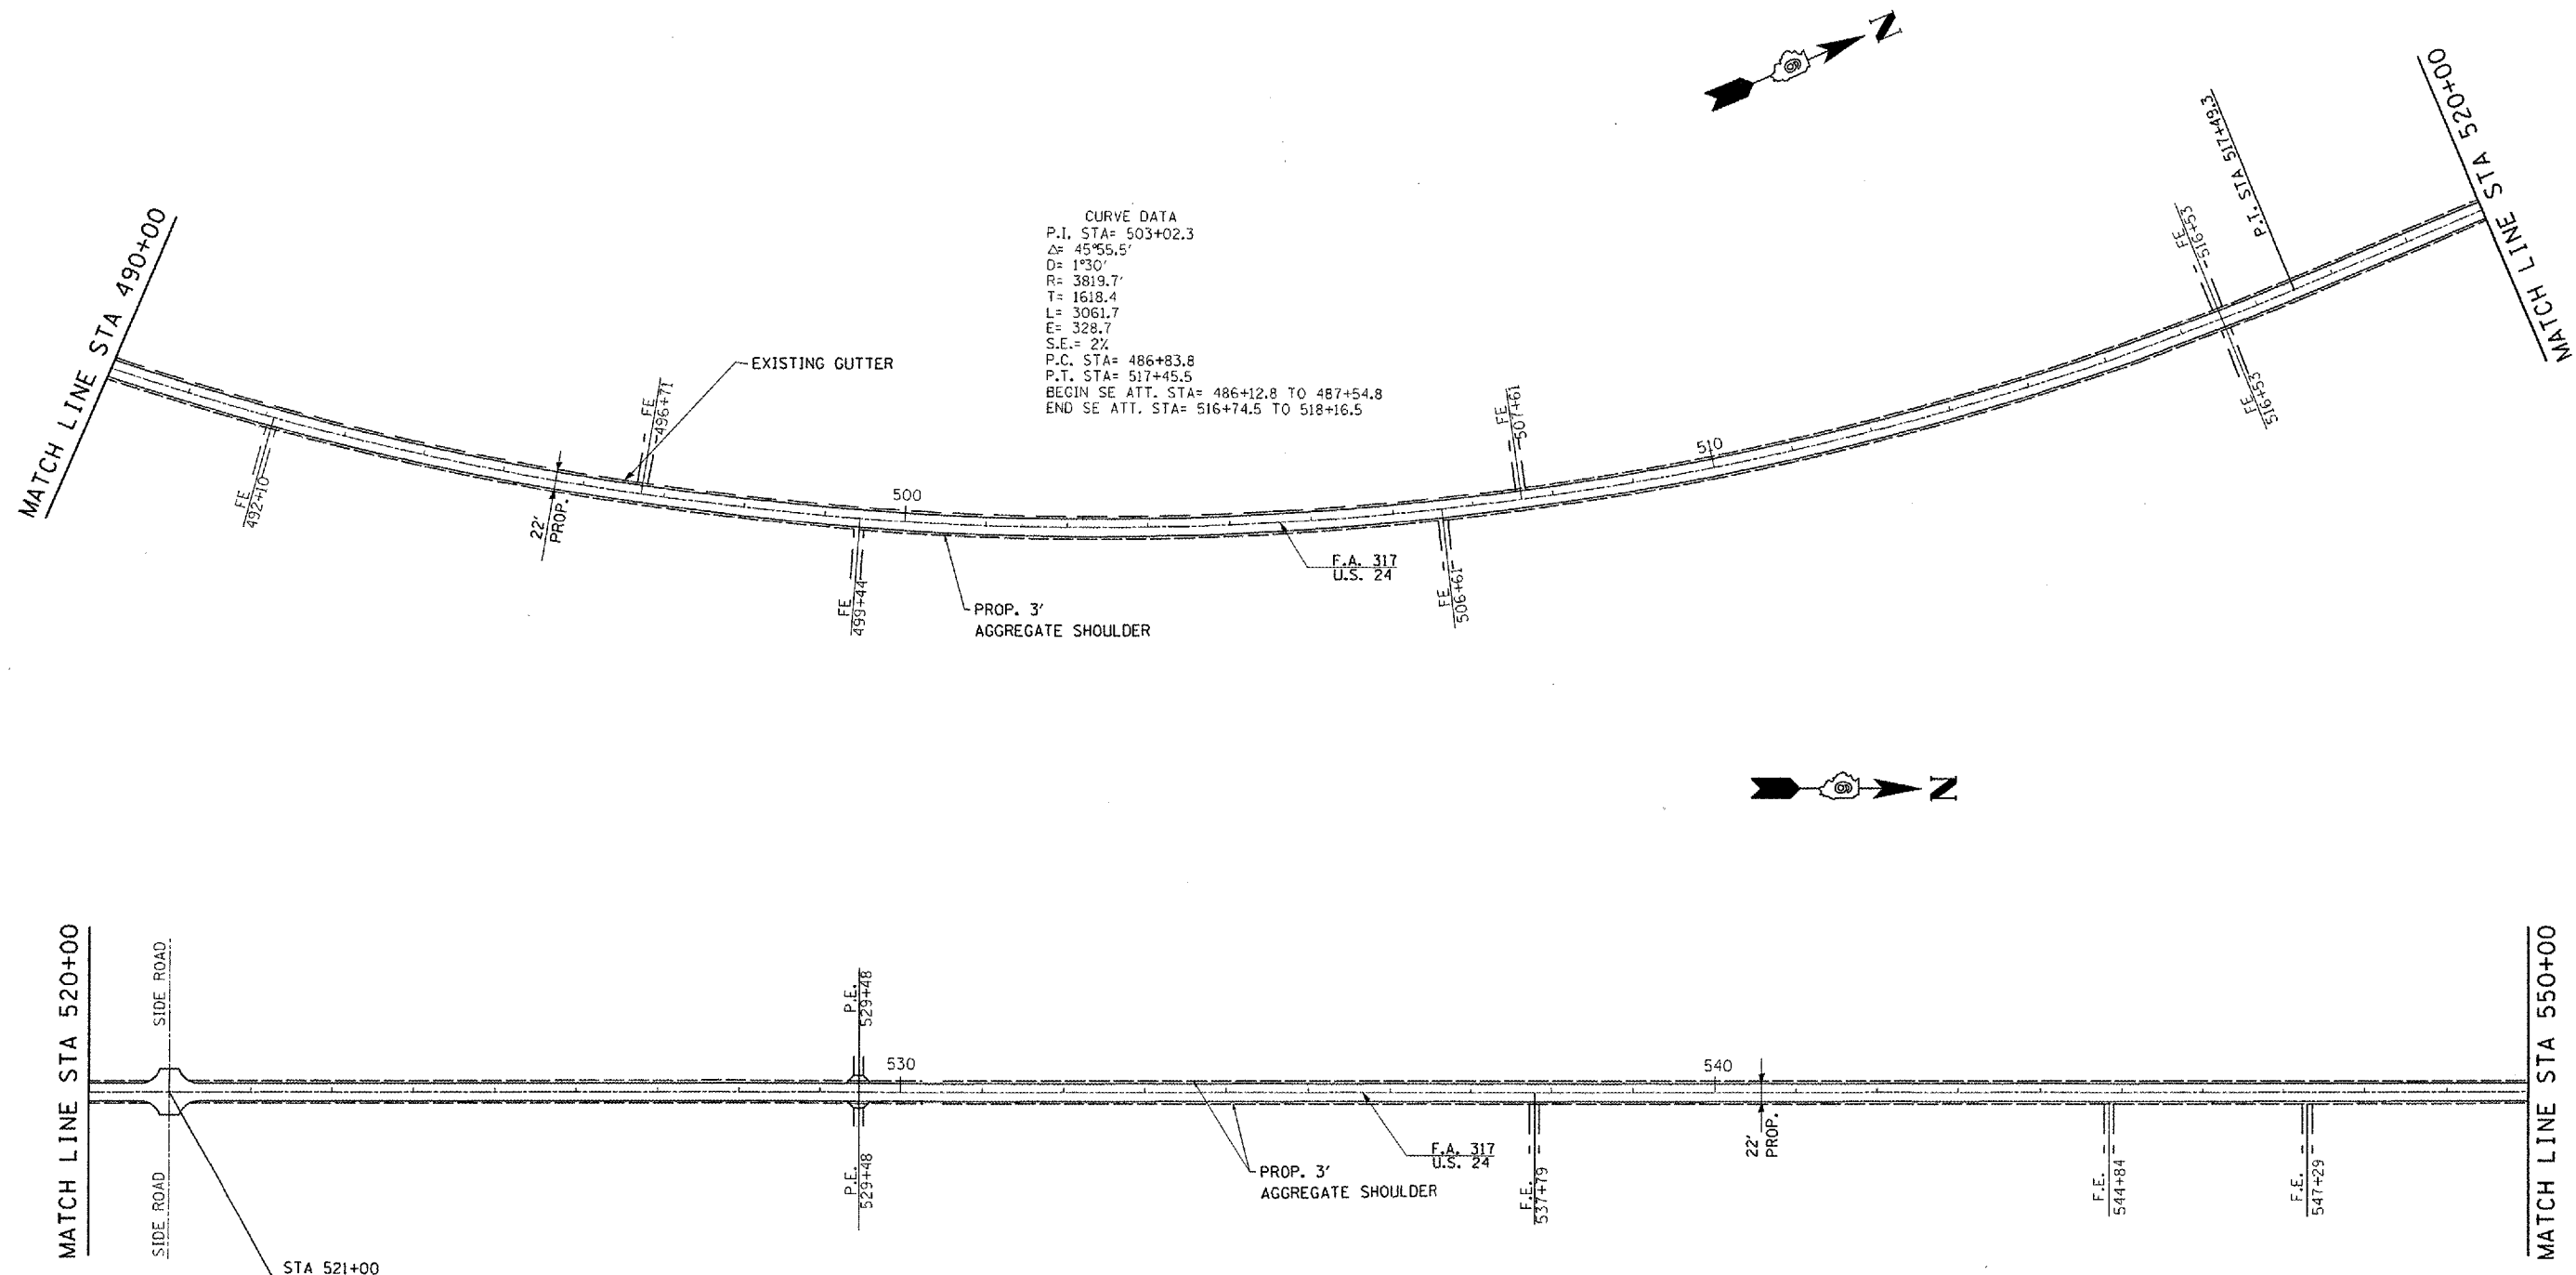 N
MATCH LINE STA 490+00
MATCH LINE STA 520+00
P.I. STA 517+49.3
FE
516+53
FE
516+53
CURVE DATA
P.I. STA= 503+02.3
Δ= 45°55.5'
D= 1°30'
R= 3819.7'
T= 1618.4
L= 3061.7
E= 328.7
S.E.= 2%
P.C. STA= 486+83.8
P.T. STA= 517+45.5
BEGIN SE ATT. STA= 486+12.8 TO 487+54.8
END SE ATT. STA= 516+74.5 TO 518+16.5
EXISTING GUTTER
FE
492+10
FE
496+71
22'
PROP.
500
FE
499+44
PROP. 3'
AGGREGATE SHOULDER
F.A. 317
U.S. 24
FE
506+61
FE
507+61
510
N
MATCH LINE STA 520+00
SIDE ROAD
SIDE ROAD
STA 521+00
P.E.
529+48
P.E.
529+48
530
PROP. 3'
AGGREGATE SHOULDER
F.A. 317
U.S. 24
F.E.
537+79
540
22'
PROP.
F.E.
544+84
F.E.
547+29
MATCH LINE STA 550+00